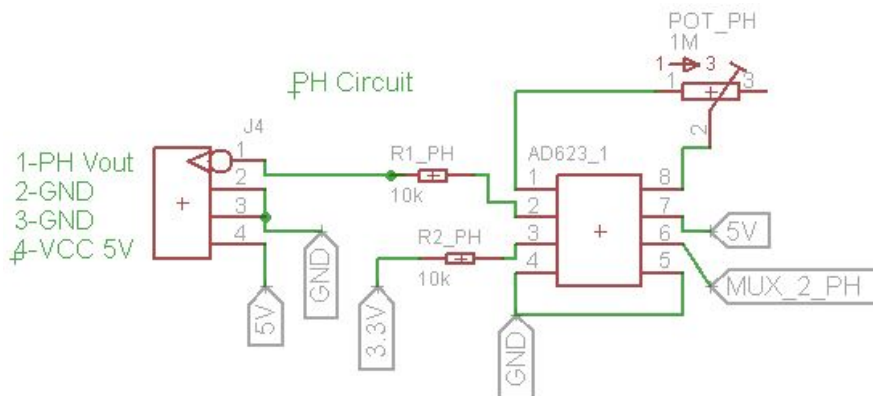 POT_PH
1M
1 3
1 3
2
PH Circuit
J4
1-PH Vout
2-GND
3-GND
4-VCC 5V
1
2
3
4
5V
GND
R1_PH
10k
R2_PH
10k
3.3V
AD623_1
1
2
3
4
8
7
6
5
GND
5V
MUX_2_PH